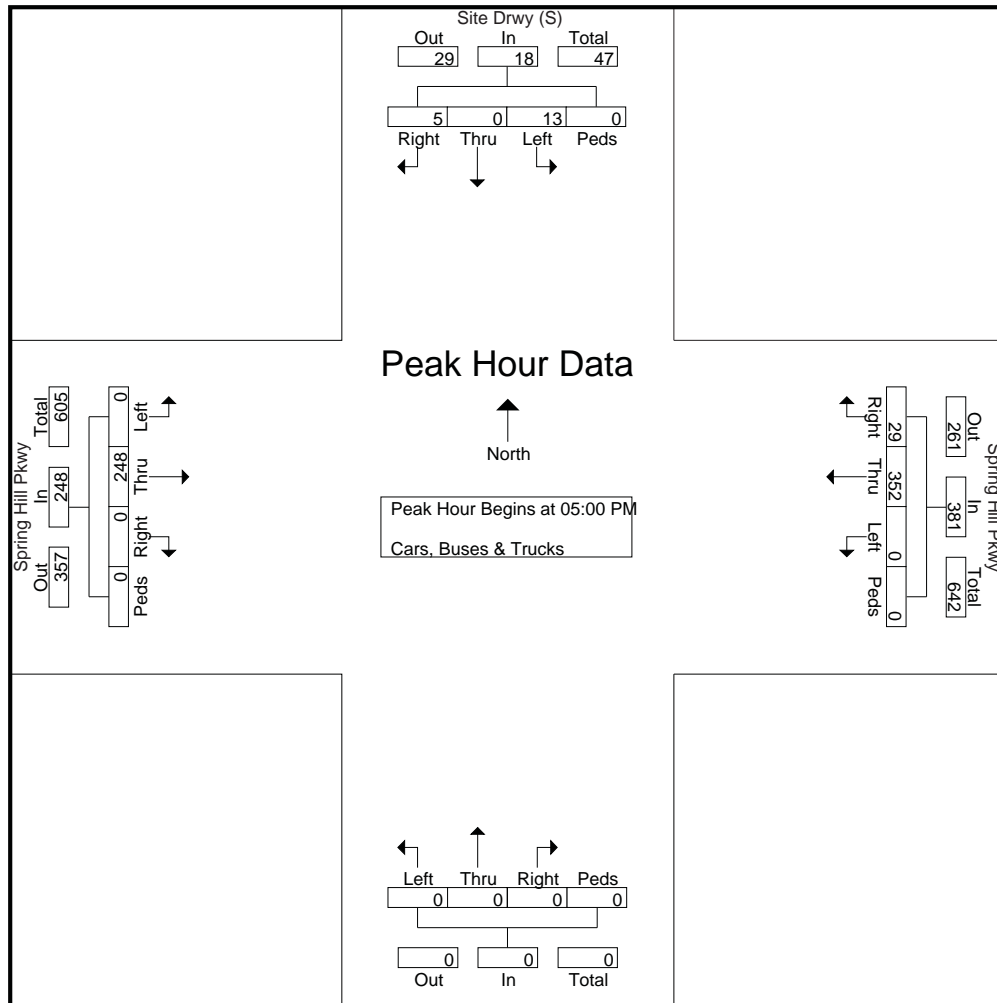 Site Drwy (S)
Out In Total
29 18 47
5 0 13 0
Right Thru Left Peds
Peak Hour Data
North
Peak Hour Begins at 05:00 PM
Cars, Buses & Trucks
Spring Hill Pkwy
Out In Total
357 248 605
Peds Right Thru Left
0 0 248 0
Spring Hill Pkwy
Out In Total
261 381 642
Right Thru Left Peds
29 352 0 0
Left Thru Right Peds
0 0 0 0
0 0 0
Out In Total